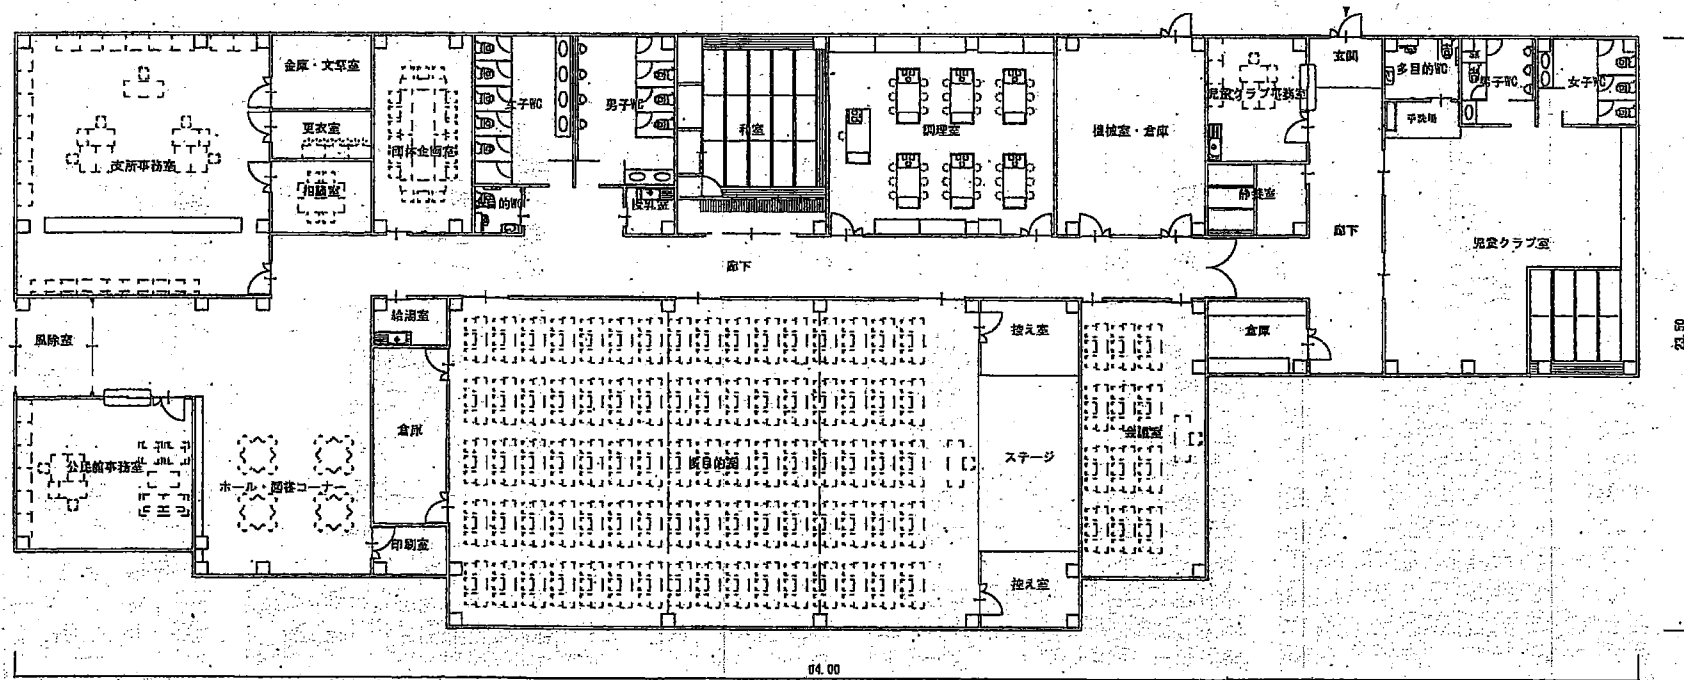 金庫・文書室
更衣室
相談室
支所事務室
団体企画室
女子WC
男子WC
多目的WC
授乳室
和室
調理室
機械室・倉庫
児童クラブ事務室
静養室
玄関
多目的WC
男子WC
女子WC
手洗場
廊下
児童クラブ室
廊下
風除室
給湯室
控え室
倉庫
倉庫
公民館事務室
ホール・図書コーナー
多目的室
ステージ
会議室
印刷室
控え室
23.50
64.00